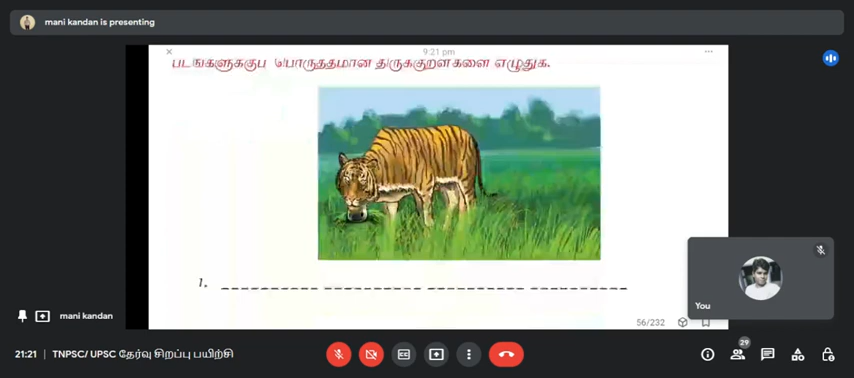 mani kandan is presenting
9:21 pm
படங்களுக்குப் பொருத்தமான திருக்குறள்களை எழுதுக.
1.
You
mani kandan
56/232
29
21:21 | TNPSC/ UPSC தேர்வு சிறப்பு பயிற்சி